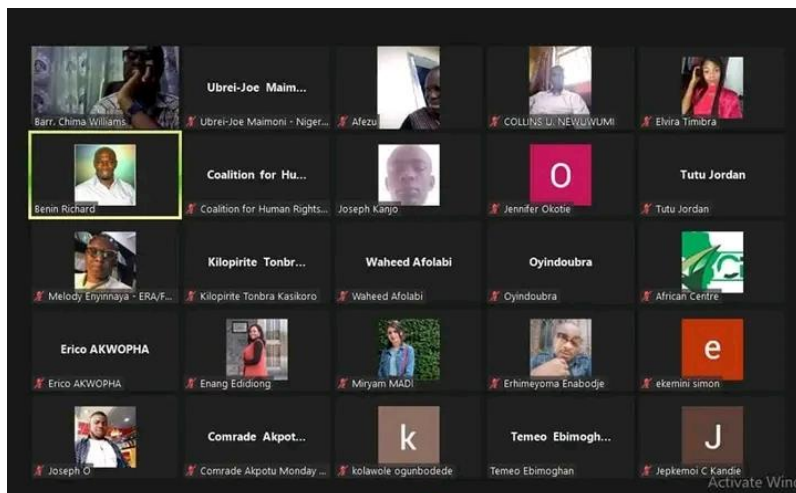 Barr. Chima Williams
Ubrei-Joe Maim...
Ubrei-Joe Maimoni - Niger...
Afezu
COLLINS U. NEWUWUMI
Elvira Timibra
Benin Richard
Coalition for Hu...
Coalition for Human Rights...
Joseph Kanjo
O
Jennifer Okotie
Tutu Jordan
Tutu Jordan
Melody Enyinnaya - ERA/F...
Kilopirite Tonbr...
Kilopirite Tonbra Kasikoro
Waheed Afolabi
Waheed Afolabi
Oyindoubra
Oyindoubra
African Centre
Erico AKWOPHA
Erico AKWOPHA
Enang Edidiong
Miryam MADI
Erhimeyoma Enabodje
e
ekemini simon
Joseph O
Comrade Akpot...
Comrade Akpotu Monday ...
k
kolawole ogunbodede
Temeo Ebimogh...
Temeo Ebimoghan
J
Jepkemoi C Kandie
Activate Wind